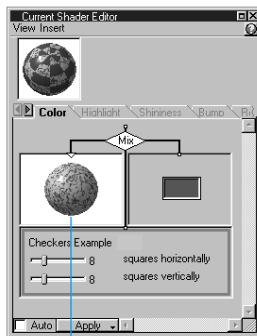 Current Shader Editor
View Insert
Color Highlight Shininess Bump
Mix
Checkers Example
8 squares horizontally
8 squares vertically
Auto Apply